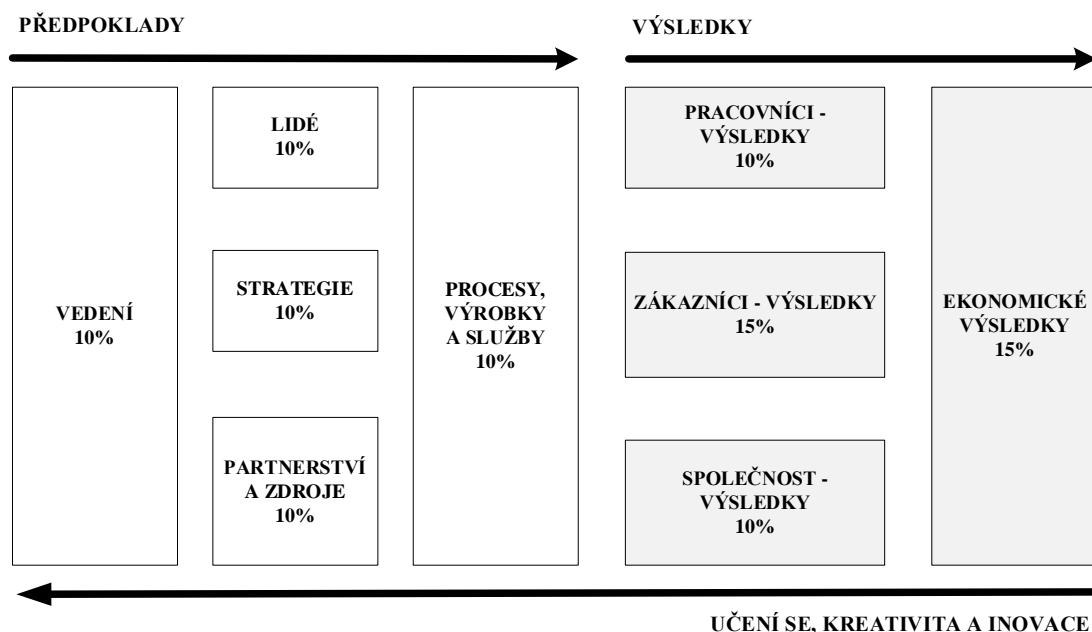 PŘEDPOKLADY
VÝSLEDKY
VEDENÍ
10%
LIDÉ
10%
STRATEGIE
10%
PARTNERSTVÍ
A ZDROJE
10%
PROCESY,
VÝROBKY
A SLUŽBY
10%
PRACOVNÍCI -
VÝSLEDKY
10%
ZÁKAZNÍCI - VÝSLEDKY
15%
SPOLEČNOST -
VÝSLEDKY
10%
EKONOMICKÉ
VÝSLEDKY
15%
UČENÍ SE, KREATIVITA A INOVACE